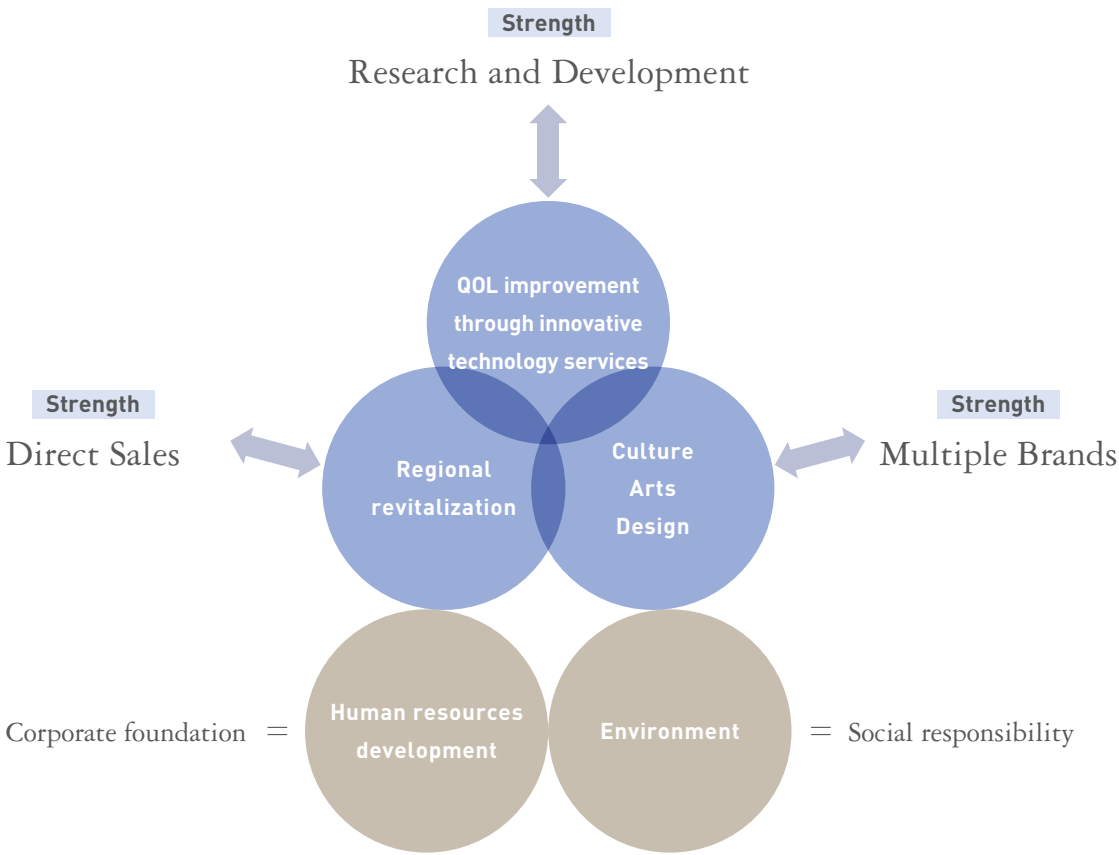 Strength
Research and Development
QOL improvement
through innovative
technology services
Strength
Direct Sales
Regional
revitalization
Culture
Arts
Design
Strength
Multiple Brands
Corporate foundation =
Human resources
development
Environment
= Social responsibility